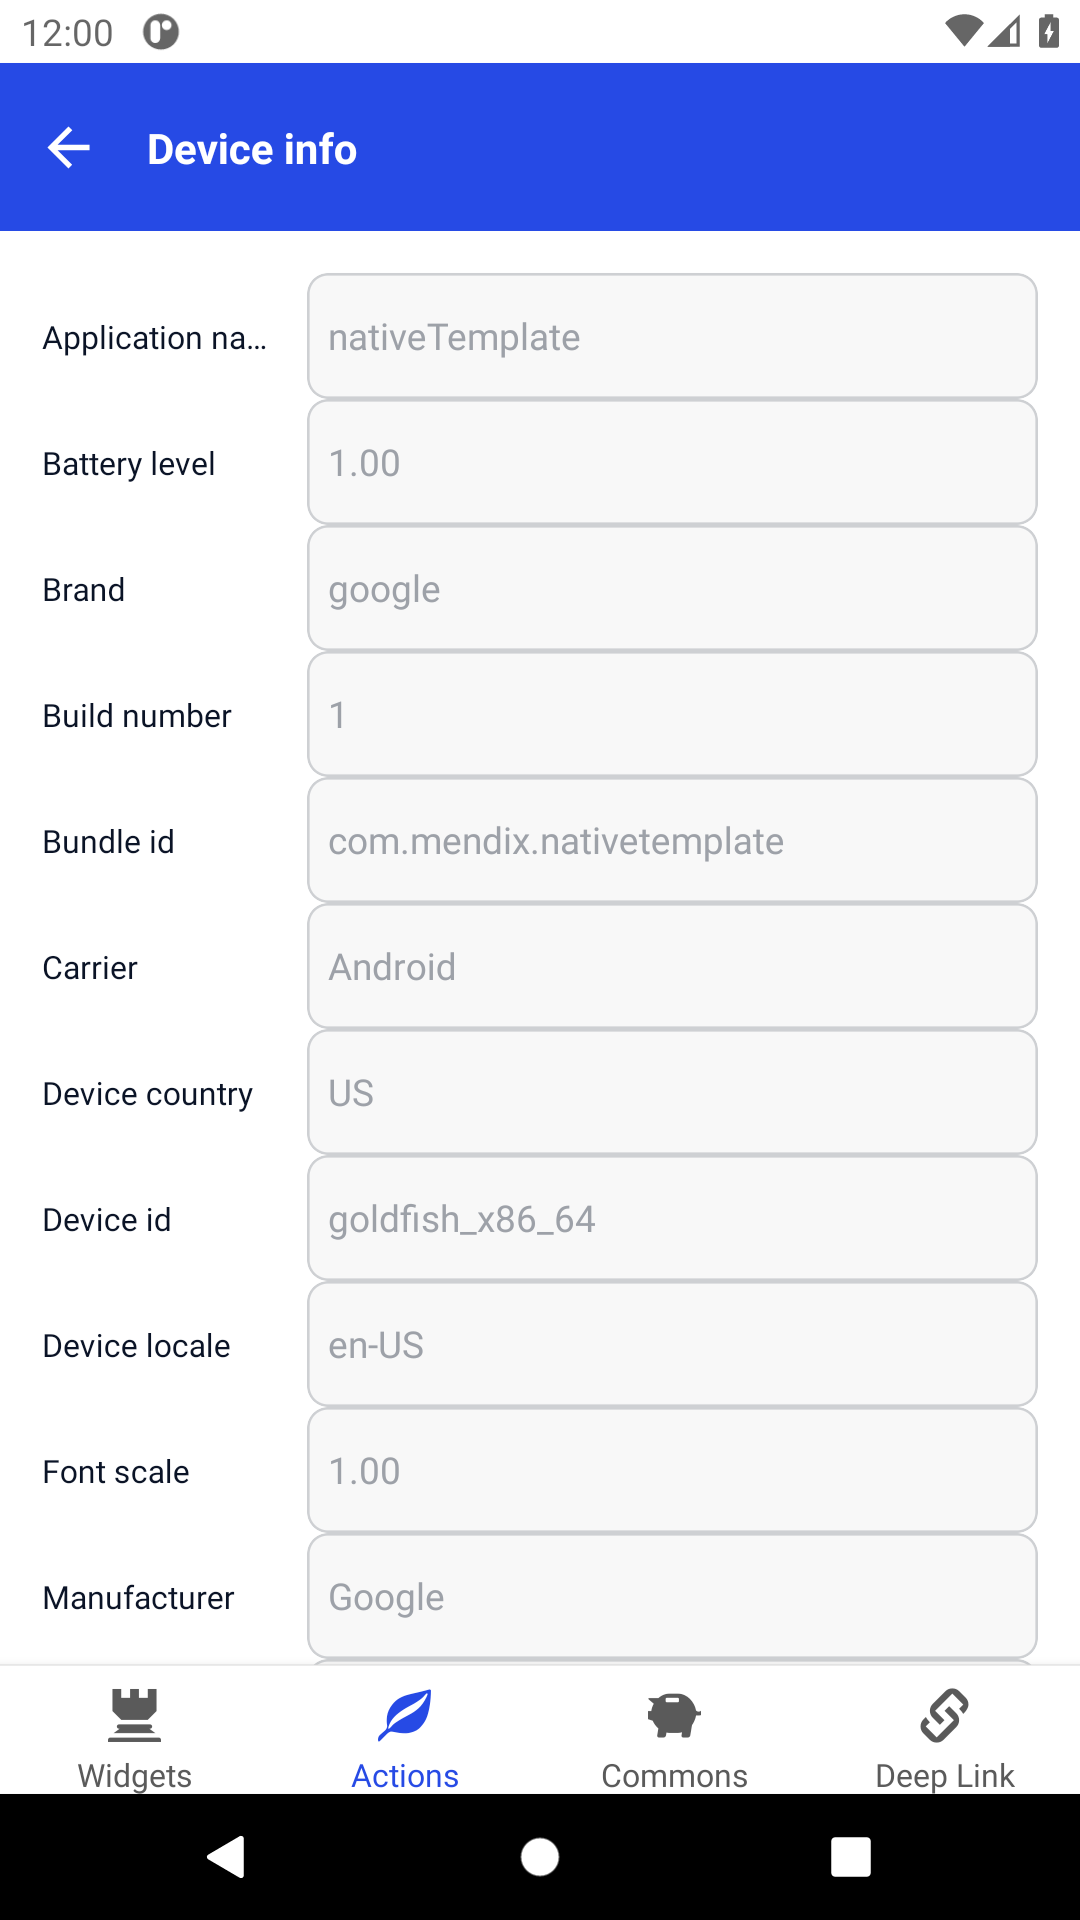 12:00
Device info
Application na...
nativeTemplate
Battery level
1.00
Brand
google
Build number
1
Bundle id
com.mendix.nativetemplate
Carrier
Android
Device country
US
Device id
goldfish_x86_64
Device locale
en-US
Font scale
1.00
Manufacturer
Google
Widgets
Actions
Commons
Deep Link